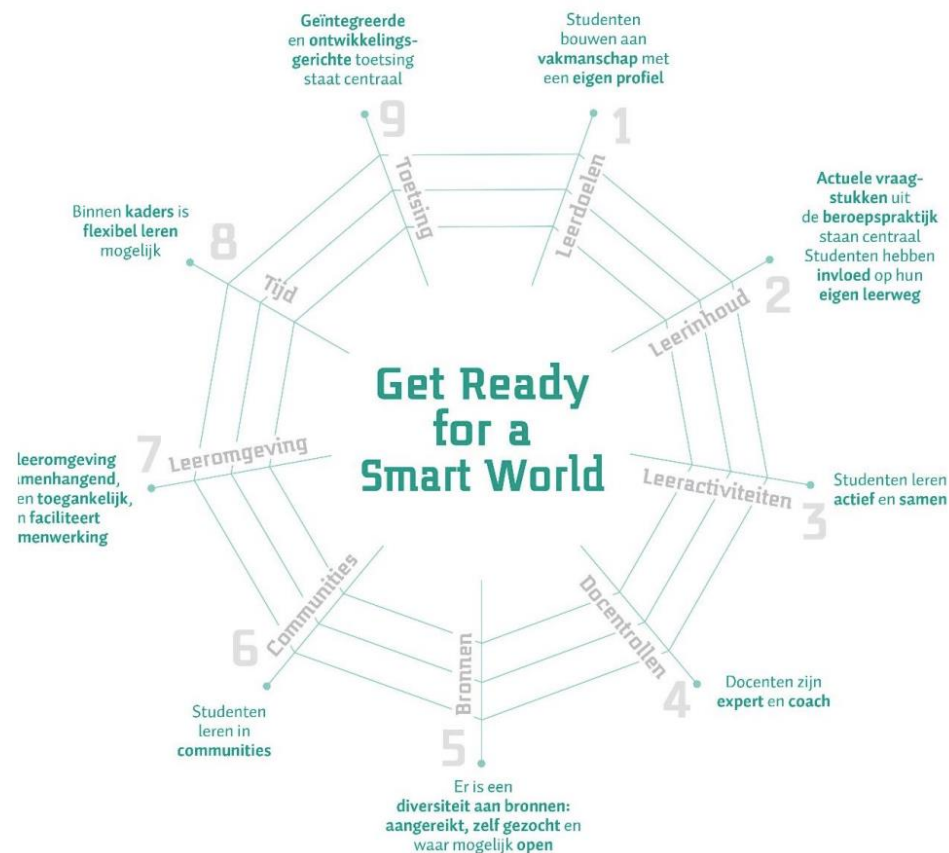 Geïntegreerde
en ontwikkelings-
gerichte toetsing
staat centraal
9
Toetsing
Studenten
bouwen aan
vakmanschap met
een eigen profiel
1
Leerdoelen
Actuele vraag-
stukken uit
de beroepspraktijk
staan centraal
Studenten hebben
invloed op hun
eigen leerweg
2
Leerinhoud
Binnen kaders is
flexibel leren
mogelijk
8
Tijd
Get Ready
for a
Smart World
7
Leeromgeving
leeromgeving
menhangend,
en toegankelijk,
n faciliteert
menwerking
Leeractiviteiten
3
Studenten leren
actief en samen
Docentrollen
4
Docenten zijn
expert en coach
Communities
6
Studenten
leren in
communities
Bronnen
5
Er is een
diversiteit aan bronnen:
aangereikt, zelf gezocht en
waar mogelijk open